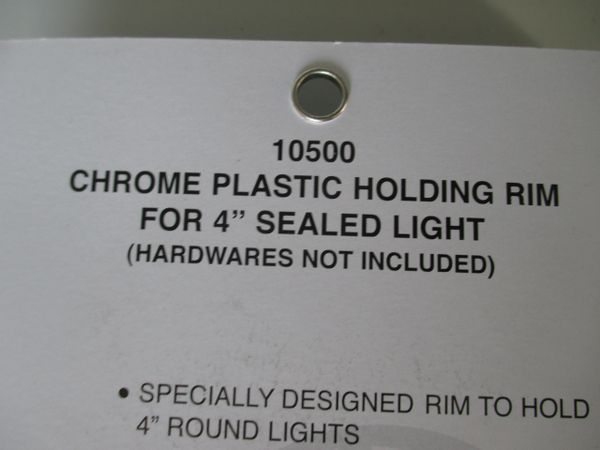 10500
CHROME PLASTIC HOLDING RIM
FOR 4” SEALED LIGHT
(HARDWARES NOT INCLUDED)
• SPECIALLY DESIGNED RIM TO HOLD
4” ROUND LIGHTS